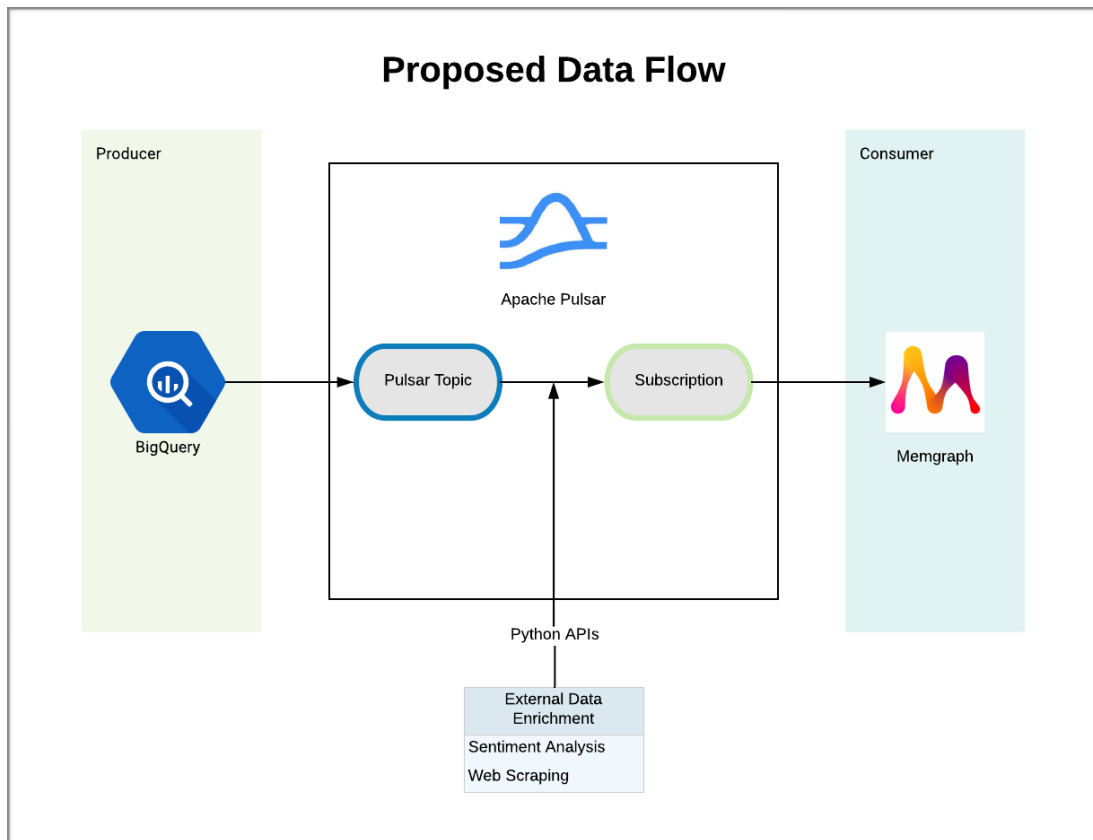 Proposed Data Flow
Producer
Consumer
Apache Pulsar
Pulsar Topic
Subscription
BigQuery
Memgraph
Python APIs
External Data
Enrichment
Sentiment Analysis
Web Scraping